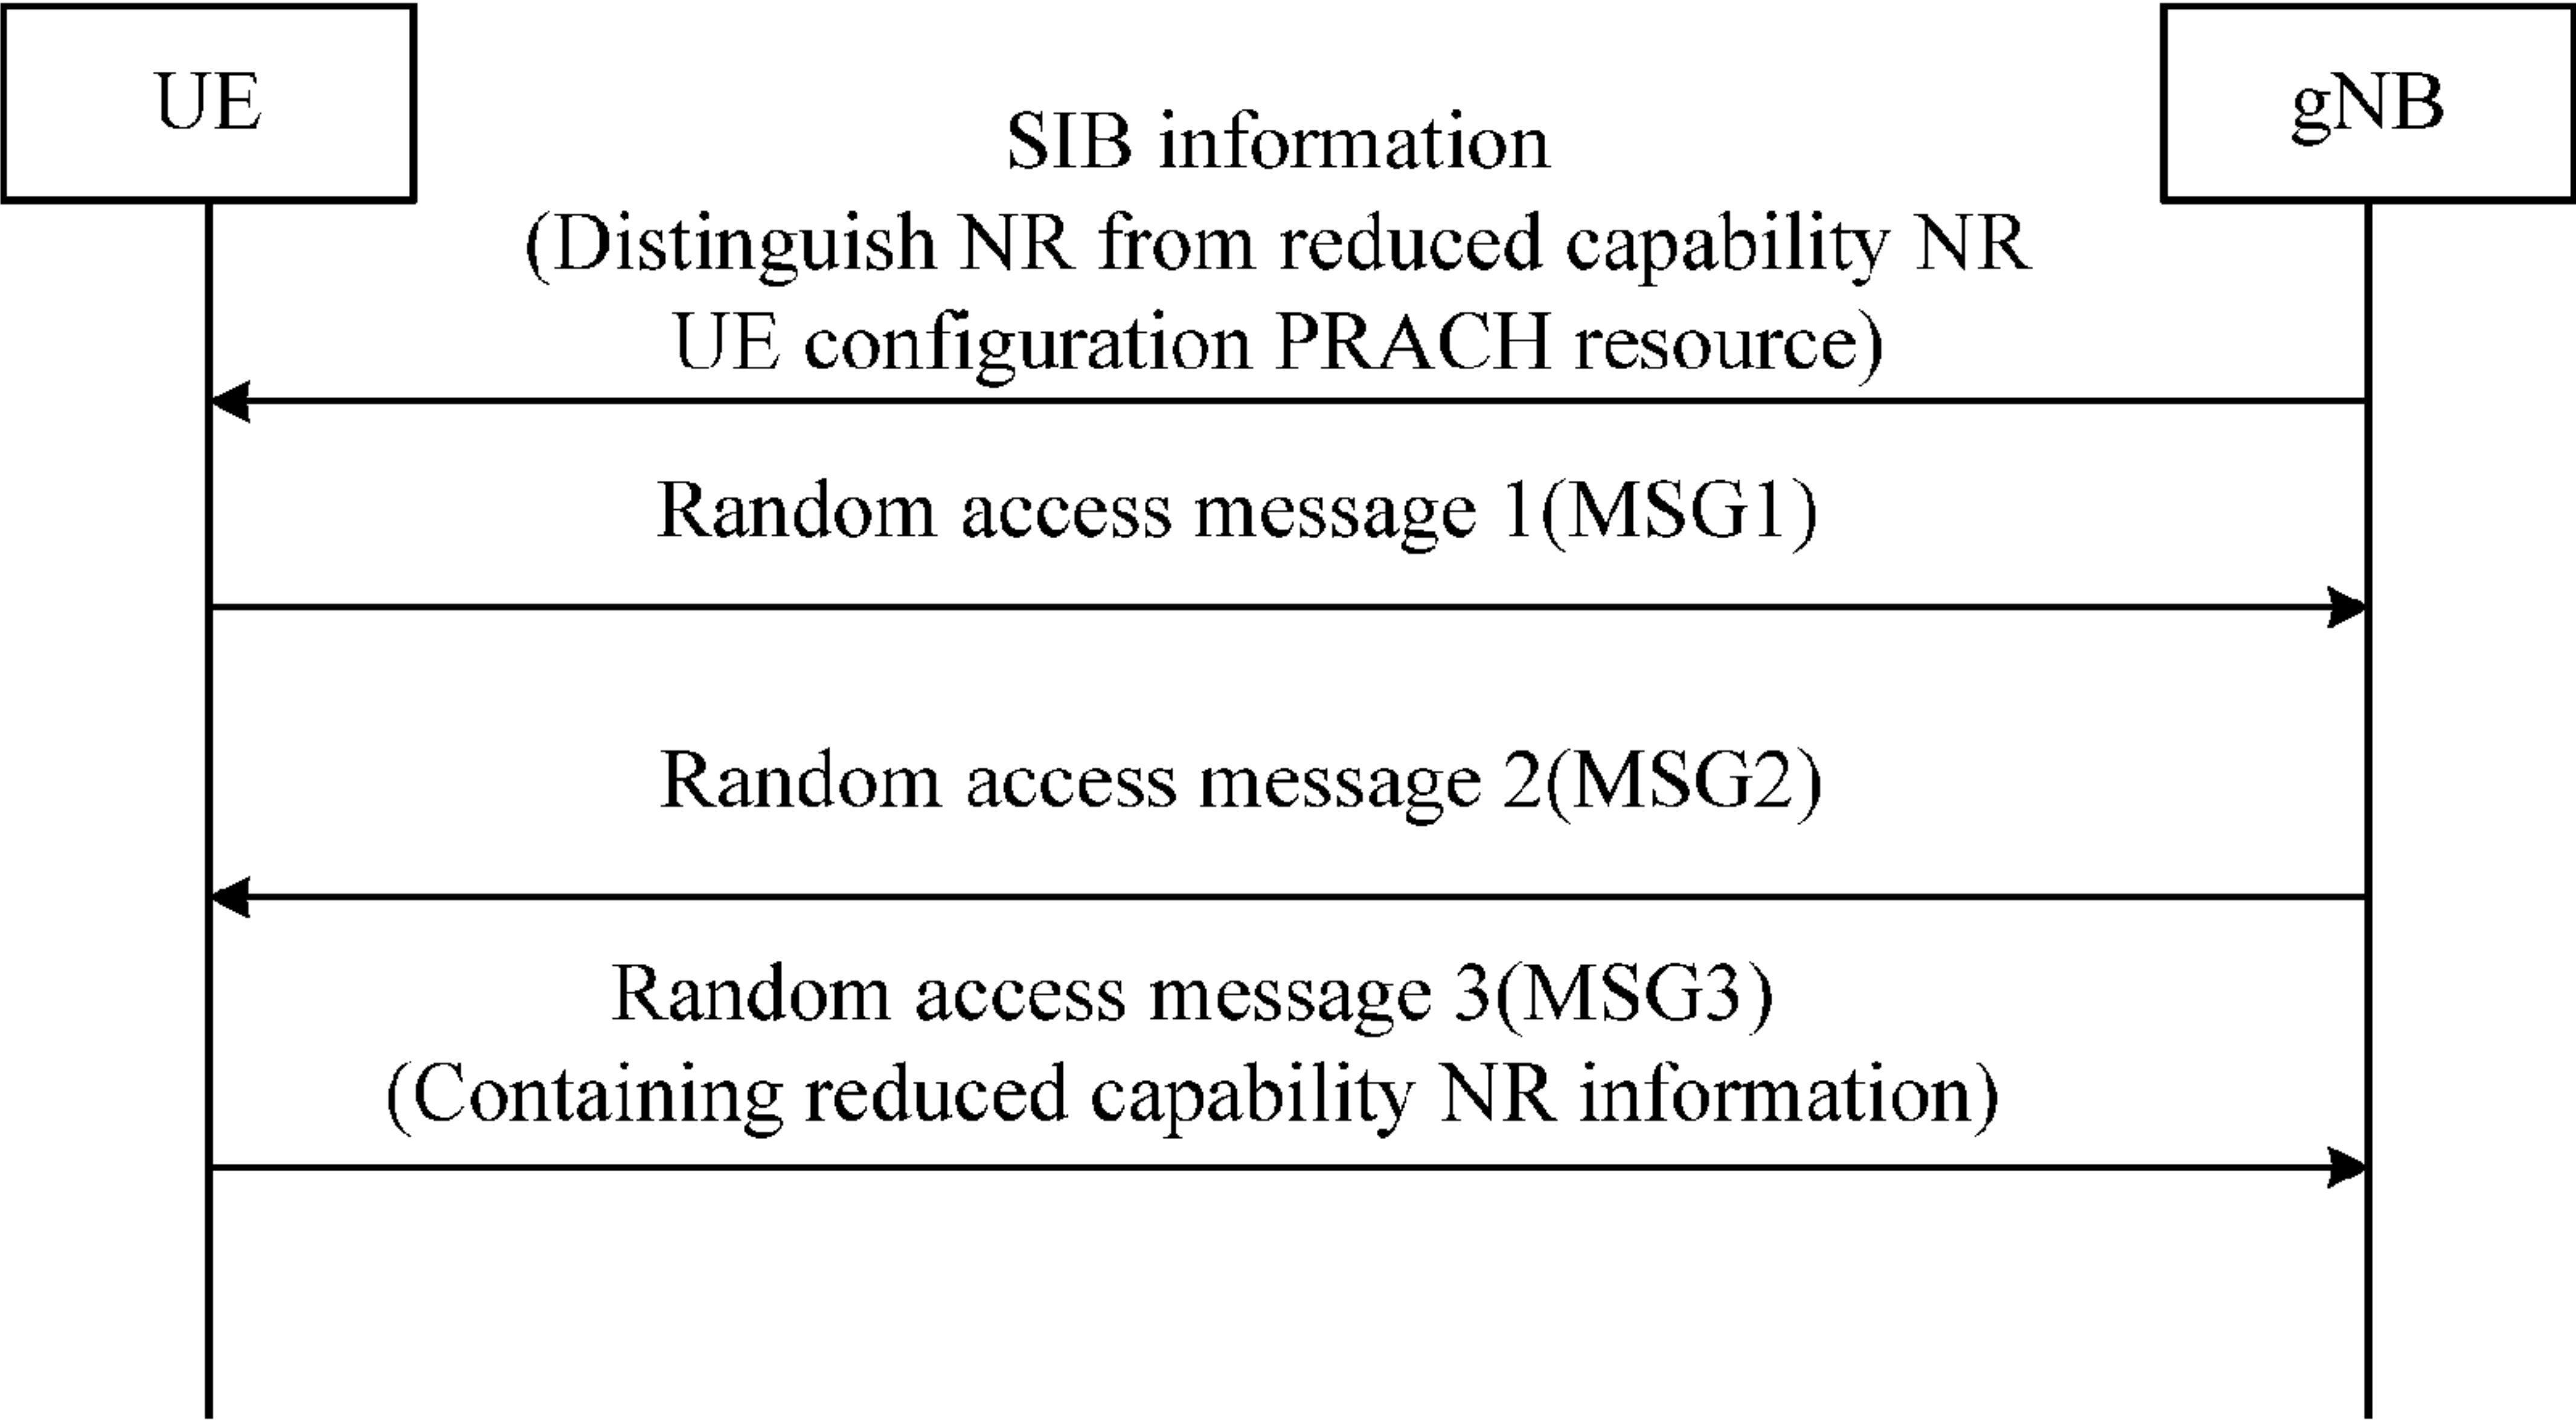 UE
gNB
SIB information
(Distinguish NR from reduced capability NR
UE configuration PRACH resource)
Random access message 1(MSG1)
Random access message 2(MSG2)
Random access message 3(MSG3)
(Containing reduced capability NR information)